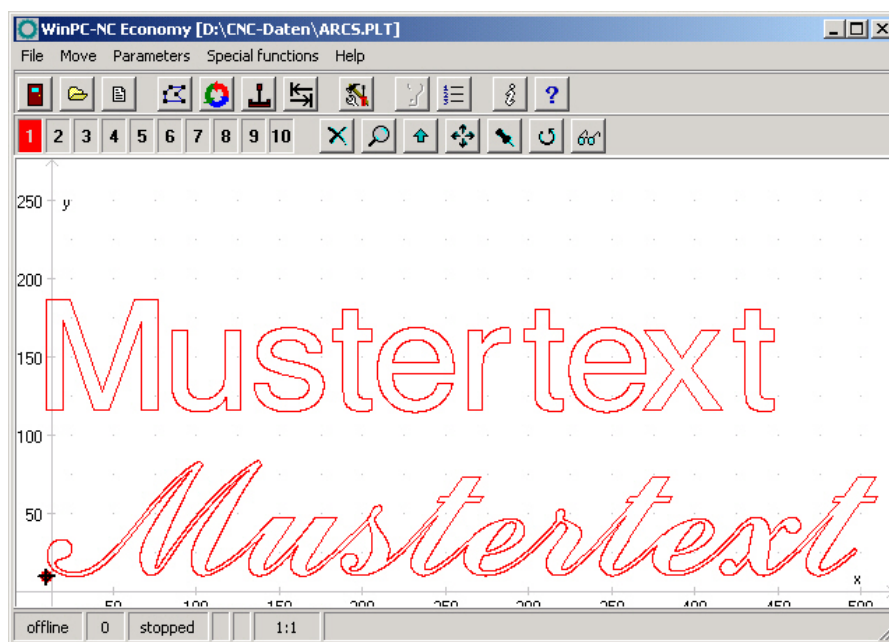 WinPC-NC Economy [D:\CNC-Daten\ARCS.PLT]
File Move Parameters Special functions Help
1 2 3 4 5 6 7 8 9 10
250 y
200
Mustertext
150
100
Mustertext
50
x
50 100 150 200 250 300 350 400 450 500
offline 0 stopped 1:1